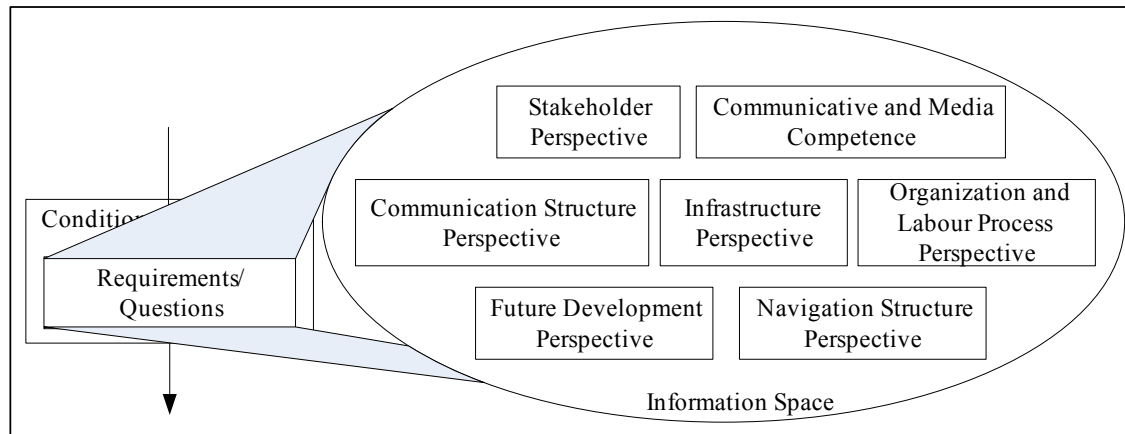 Stakeholder
Perspective
Communicative and Media
Competence
Communication Structure
Perspective
Infrastructure
Perspective
Organization and
Labour Process
Perspective
Condition
Requirements/
Questions
Future Development
Perspective
Navigation Structure
Perspective
Information Space